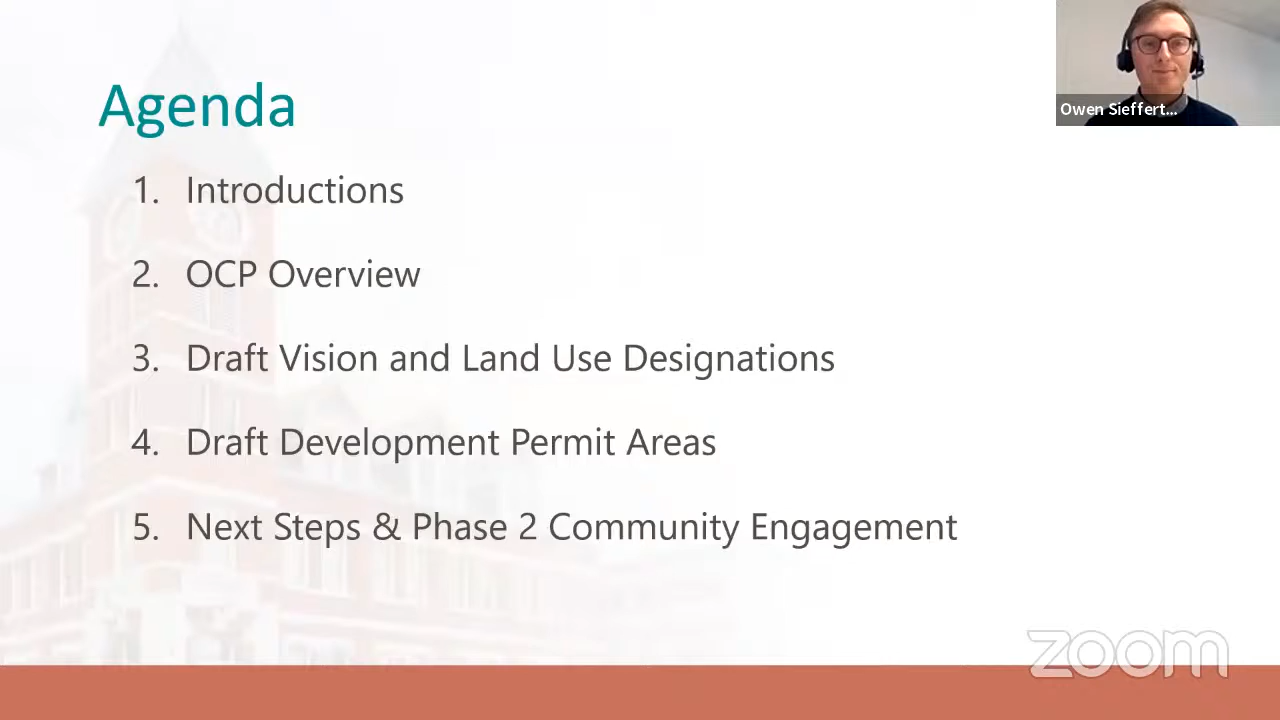 Agenda
Owen Sieffert...
1. Introductions
2. OCP Overview
3. Draft Vision and Land Use Designations
4. Draft Development Permit Areas
5. Next Steps & Phase 2 Community Engagement
zoom